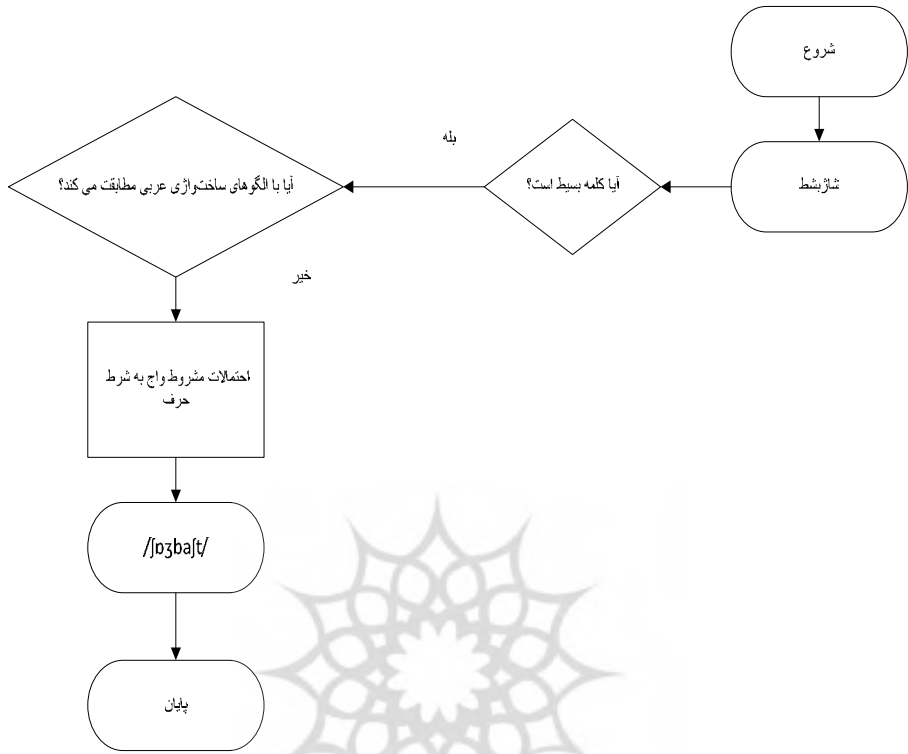 شروع
شاژبشط
آیا کلمه بسیط است؟
بله
آیا با الگوهای ساخت‌واژی عربی مطابقت می کند؟
خیر
احتمالات مشروط واج به شرط
حرف
/ʃɒʒbaʃt/
پایان